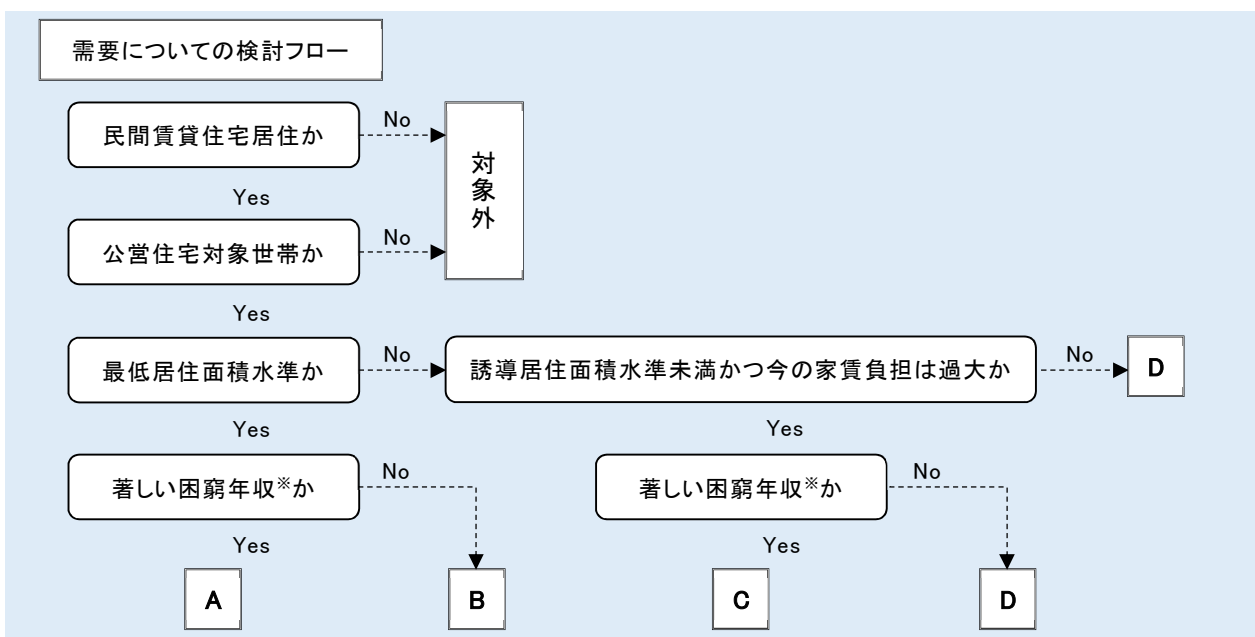 需要についての検討フロー
民間賃貸住宅居住か
No
対象外
Yes
公営住宅対象世帯か
No
Yes
最低居住面積水準か
No
誘導居住面積水準未満かつ今の家賃負担は過大か
No
D
Yes
Yes
著しい困窮年収※か
No
著しい困窮年収※か
No
Yes
Yes
A
B
C
D